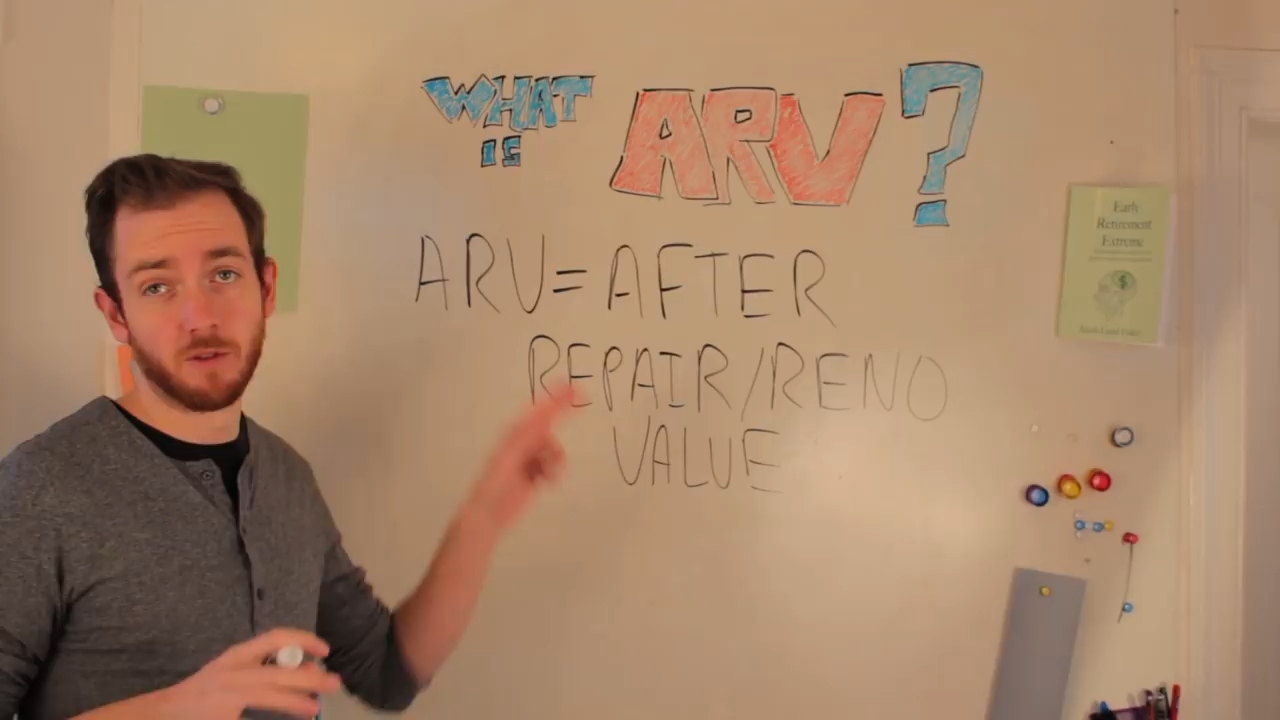 WHAT
IS
ARV?
ARV=AFTER
REPAIR/RENO
VALUE
Early
Retirement
Extreme